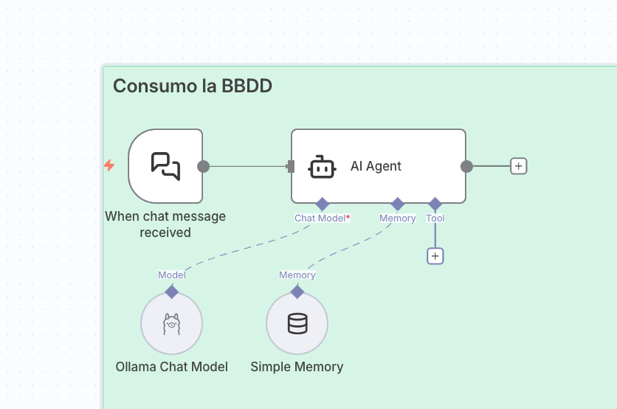 Consumo la BBDD
AI Agent
When chat message
received
Chat Model*
Memory
Tool
Model
Memory
Ollama Chat Model
Simple Memory